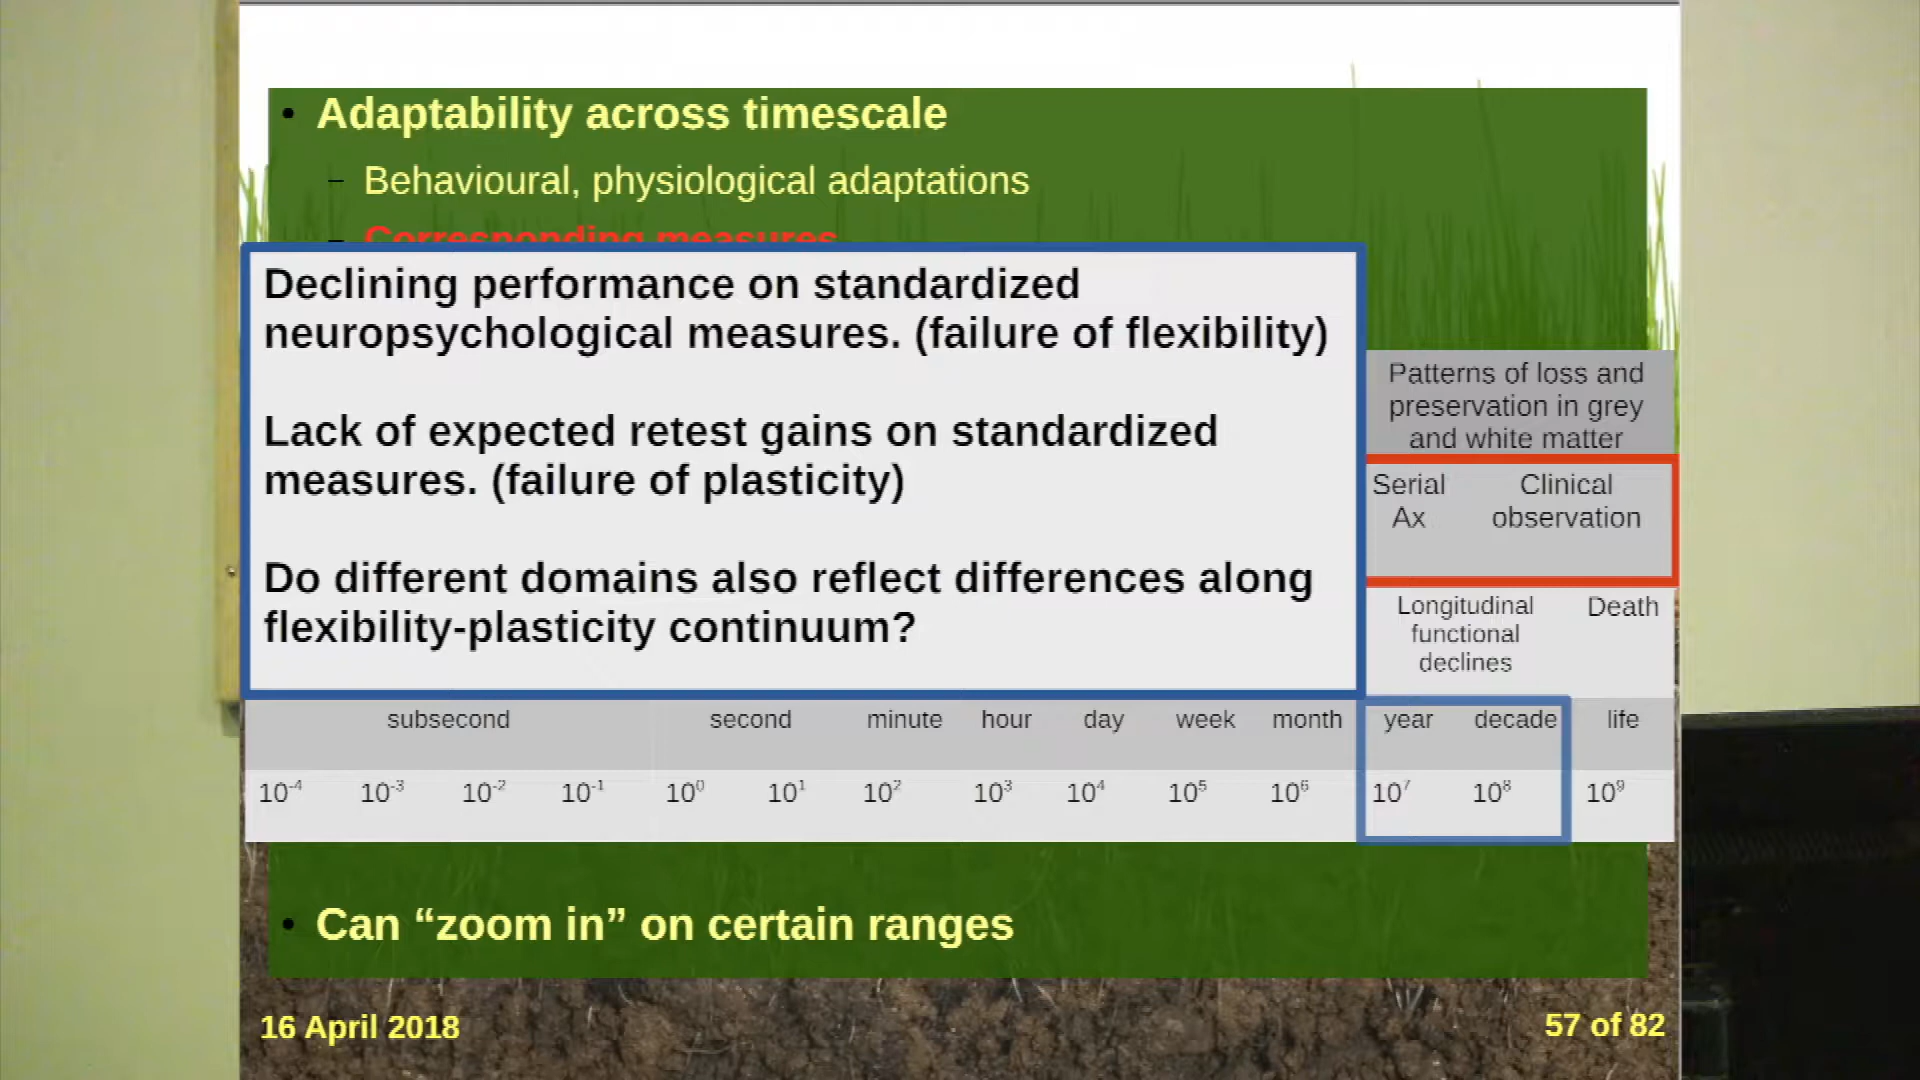 Adaptability across timescale
– Behavioural, physiological adaptations
– Corresponding measures
Declining performance on standardized
neuropsychological measures. (failure of flexibility)
Lack of expected retest gains on standardized
measures. (failure of plasticity)
Do different domains also reflect differences along
flexibility-plasticity continuum?
Patterns of loss and
preservation in grey
and white matter
Serial
Ax
Clinical
observation
Longitudinal
functional
declines
Death
subsecond second minute hour day week month year decade life
10⁻⁴ 10⁻³ 10⁻² 10⁻¹ 10⁰ 10¹ 10² 10³ 10⁴ 10⁵ 10⁶ 10⁷ 10⁸ 10⁹
Can “zoom in” on certain ranges
16 April 2018
57 of 82